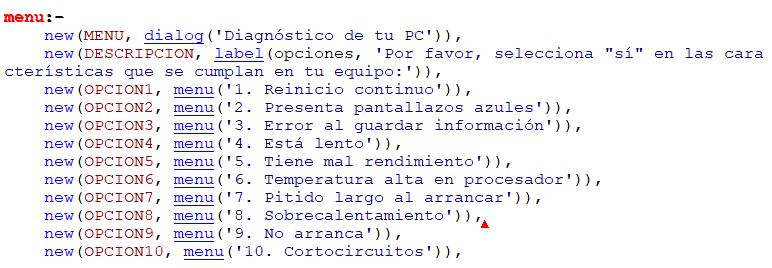 menu:-
new(MENU, dialog('Diagnóstico de tu PC')),
new(DESCRIPCION, label(opciones, 'Por favor, selecciona "sí" en las cara
cterísticas que se cumplan en tu equipo:')),
new(OPCION1, menu('1. Reinicio continuo')),
new(OPCION2, menu('2. Presenta pantallazos azules')),
new(OPCION3, menu('3. Error al guardar información')),
new(OPCION4, menu('4. Está lento')),
new(OPCION5, menu('5. Tiene mal rendimiento')),
new(OPCION6, menu('6. Temperatura alta en procesador')),
new(OPCION7, menu('7. Pitido largo al arrancar')),
new(OPCION8, menu('8. Sobrecalentamiento')),
new(OPCION9, menu('9. No arranca')),
new(OPCION10, menu('10. Cortocircuitos')),